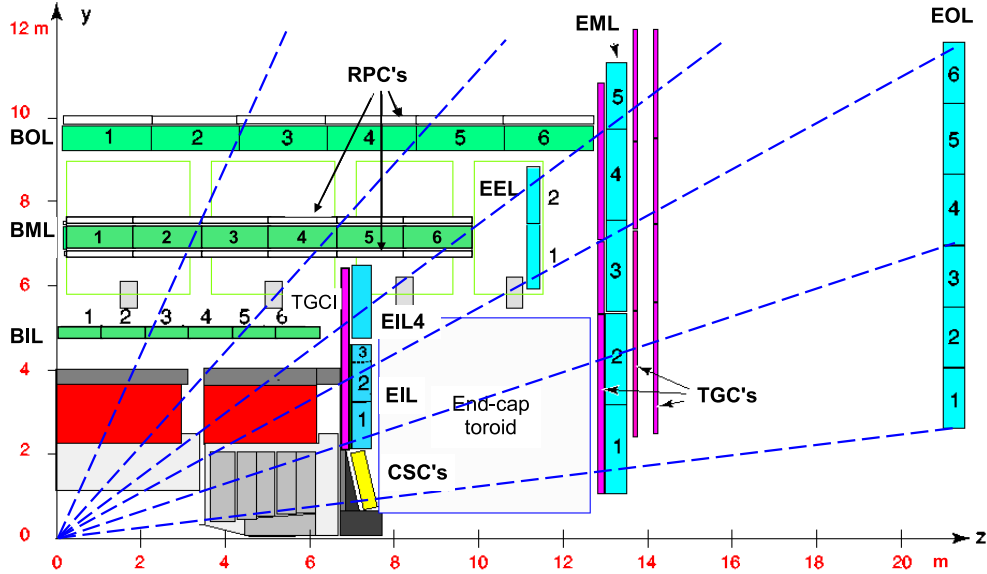 y
12 m
EML
EOL
RPC's
5
6
10
BOL
1 2 3 4 5 6
5
4
8
EEL
2
BML
1 2 3 4 5 6
4
1
6
TGCI
3
3
1 2 3 4 5 6
EIL4
BIL
2
4
3
2
2
TGC's
EIL
1
End-cap
toroid
1
1
2
CSC's
0
z
0 2 4 6 8 10 12 14 16 18 20 m